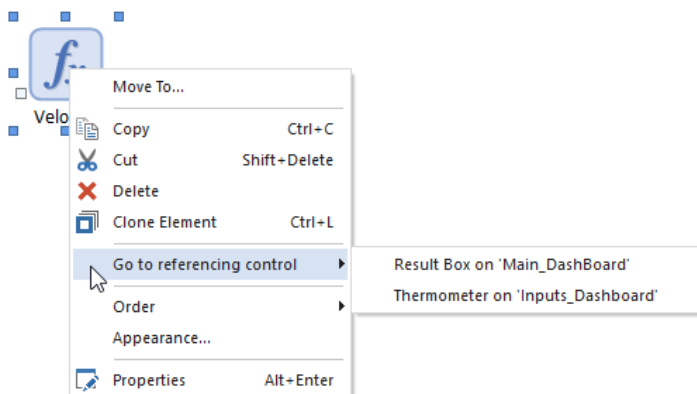 Velo
Move To...
Copy Ctrl+C
Cut Shift+Delete
Delete
Clone Element Ctrl+L
Go to referencing control
Result Box on 'Main_DashBoard'
Thermometer on 'Inputs_Dashboard'
Order
Appearance...
Properties Alt+Enter